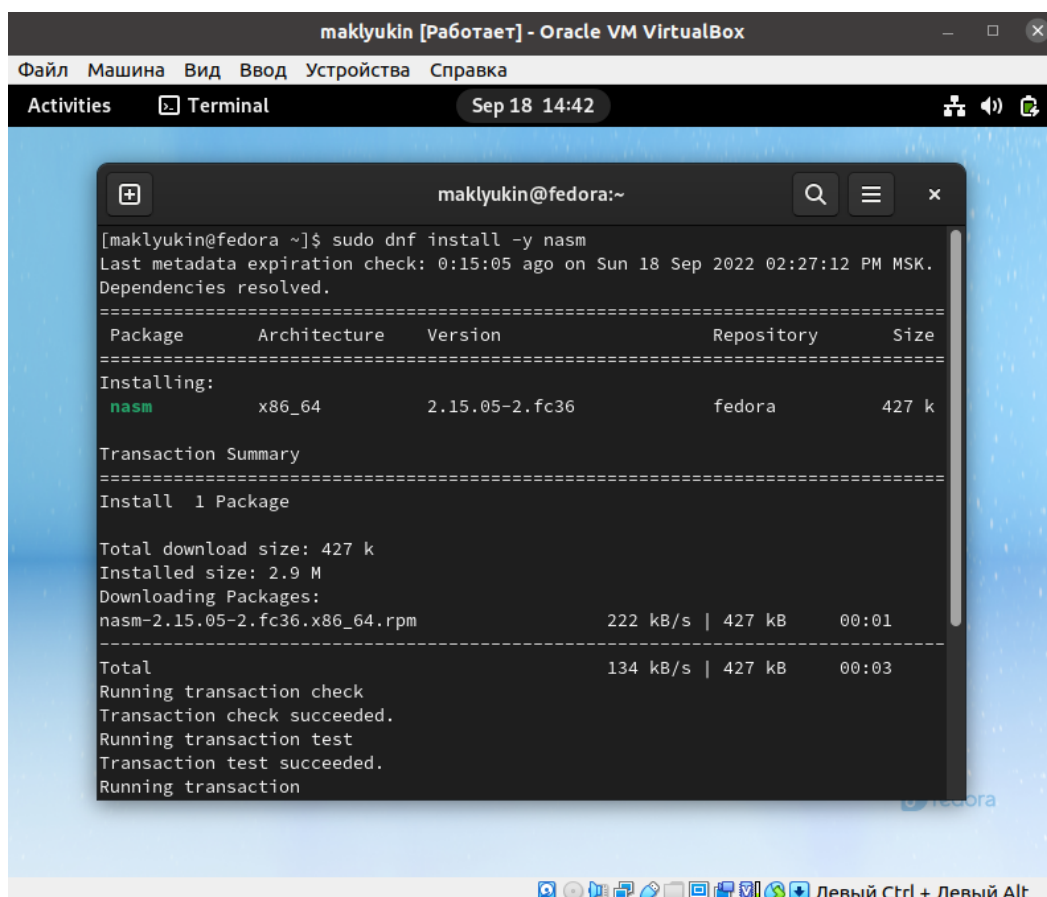 maklyukin [Работает] - Oracle VM VirtualBox
Файл Машина Вид Ввод Устройства Справка
Activities Terminal Sep 18 14:42
maklyukin@fedora:~
[maklyukin@fedora ~]$ sudo dnf install -y nasm
Last metadata expiration check: 0:15:05 ago on Sun 18 Sep 2022 02:27:12 PM MSK.
Dependencies resolved.
================================================================================
Package Architecture Version Repository Size
================================================================================
Installing:
nasm x86_64 2.15.05-2.fc36 fedora 427 k
Transaction Summary
================================================================================
Install 1 Package
Total download size: 427 k
Installed size: 2.9 M
Downloading Packages:
nasm-2.15.05-2.fc36.x86_64.rpm 222 kB/s | 427 kB 00:01
--------------------------------------------------------------------------------
Total 134 kB/s | 427 kB 00:03
Running transaction check
Transaction check succeeded.
Running transaction test
Transaction test succeeded.
Running transaction
fedora
Левый Ctrl + Левый Alt